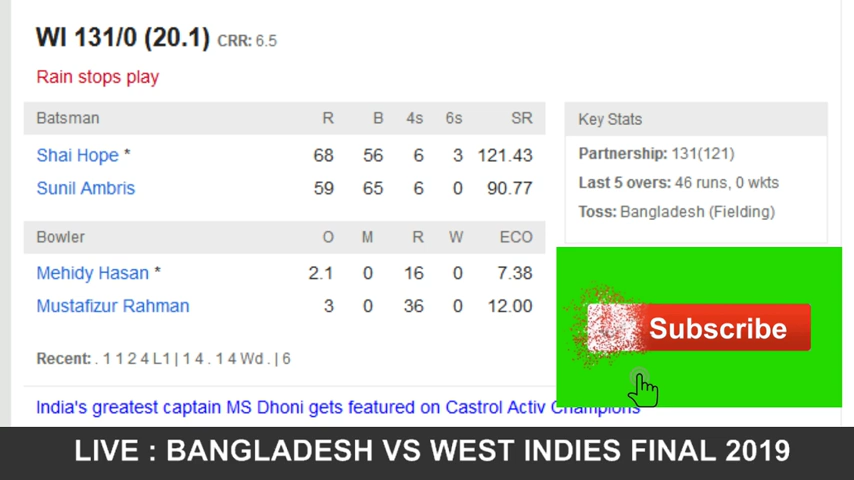 WI 131/0 (20.1) CRR: 6.5
Rain stops play
Batsman R B 4s 6s SR
Shai Hope * 68 56 6 3 121.43
Sunil Ambris 59 65 6 0 90.77
Bowler O M R W ECO
Mehidy Hasan * 2.1 0 16 0 7.38
Mustafizur Rahman 3 0 36 0 12.00
Recent: . 1 1 2 4 L1 | 1 4 . 1 4 Wd . | 6
Key Stats
Partnership: 131(121)
Last 5 overs: 46 runs, 0 wkts
Toss: Bangladesh (Fielding)
Subscribe
India's greatest captain MS Dhoni gets featured on Castrol Activ Champions
LIVE : BANGLADESH VS WEST INDIES FINAL 2019